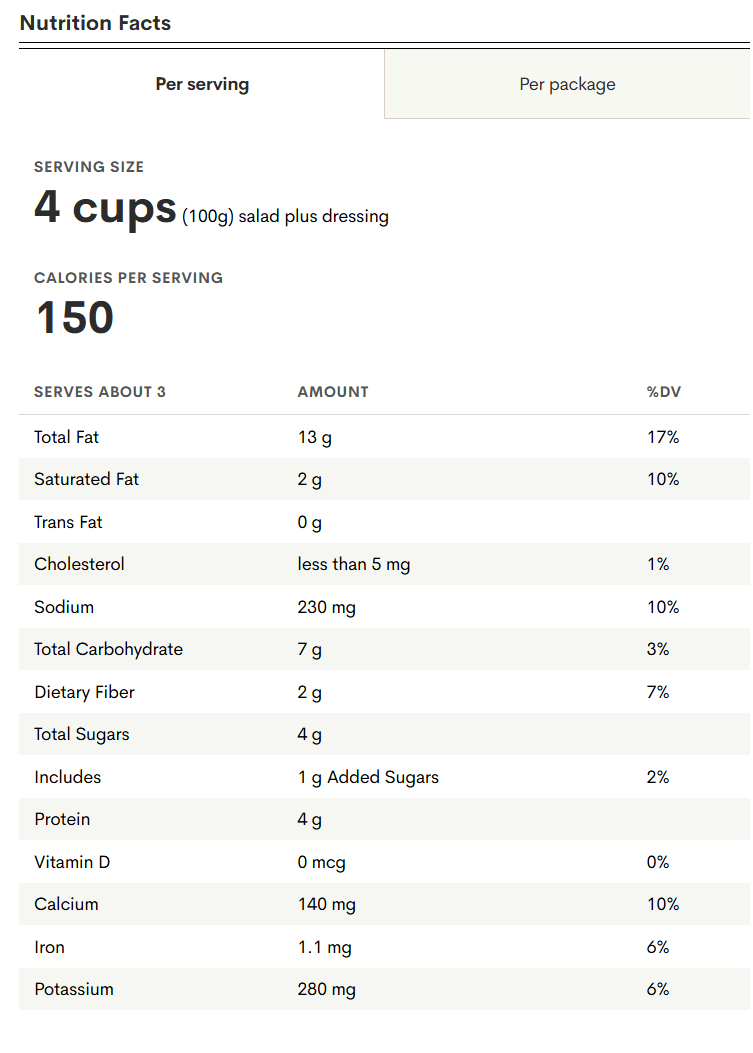 Nutrition Facts
Per serving Per package
SERVING SIZE
4 cups (100g) salad plus dressing
CALORIES PER SERVING
150
SERVES ABOUT 3 AMOUNT %DV
Total Fat 13 g 17%
Saturated Fat 2 g 10%
Trans Fat 0 g
Cholesterol less than 5 mg 1%
Sodium 230 mg 10%
Total Carbohydrate 7 g 3%
Dietary Fiber 2 g 7%
Total Sugars 4 g
Includes 1 g Added Sugars 2%
Protein 4 g
Vitamin D 0 mcg 0%
Calcium 140 mg 10%
Iron 1.1 mg 6%
Potassium 280 mg 6%